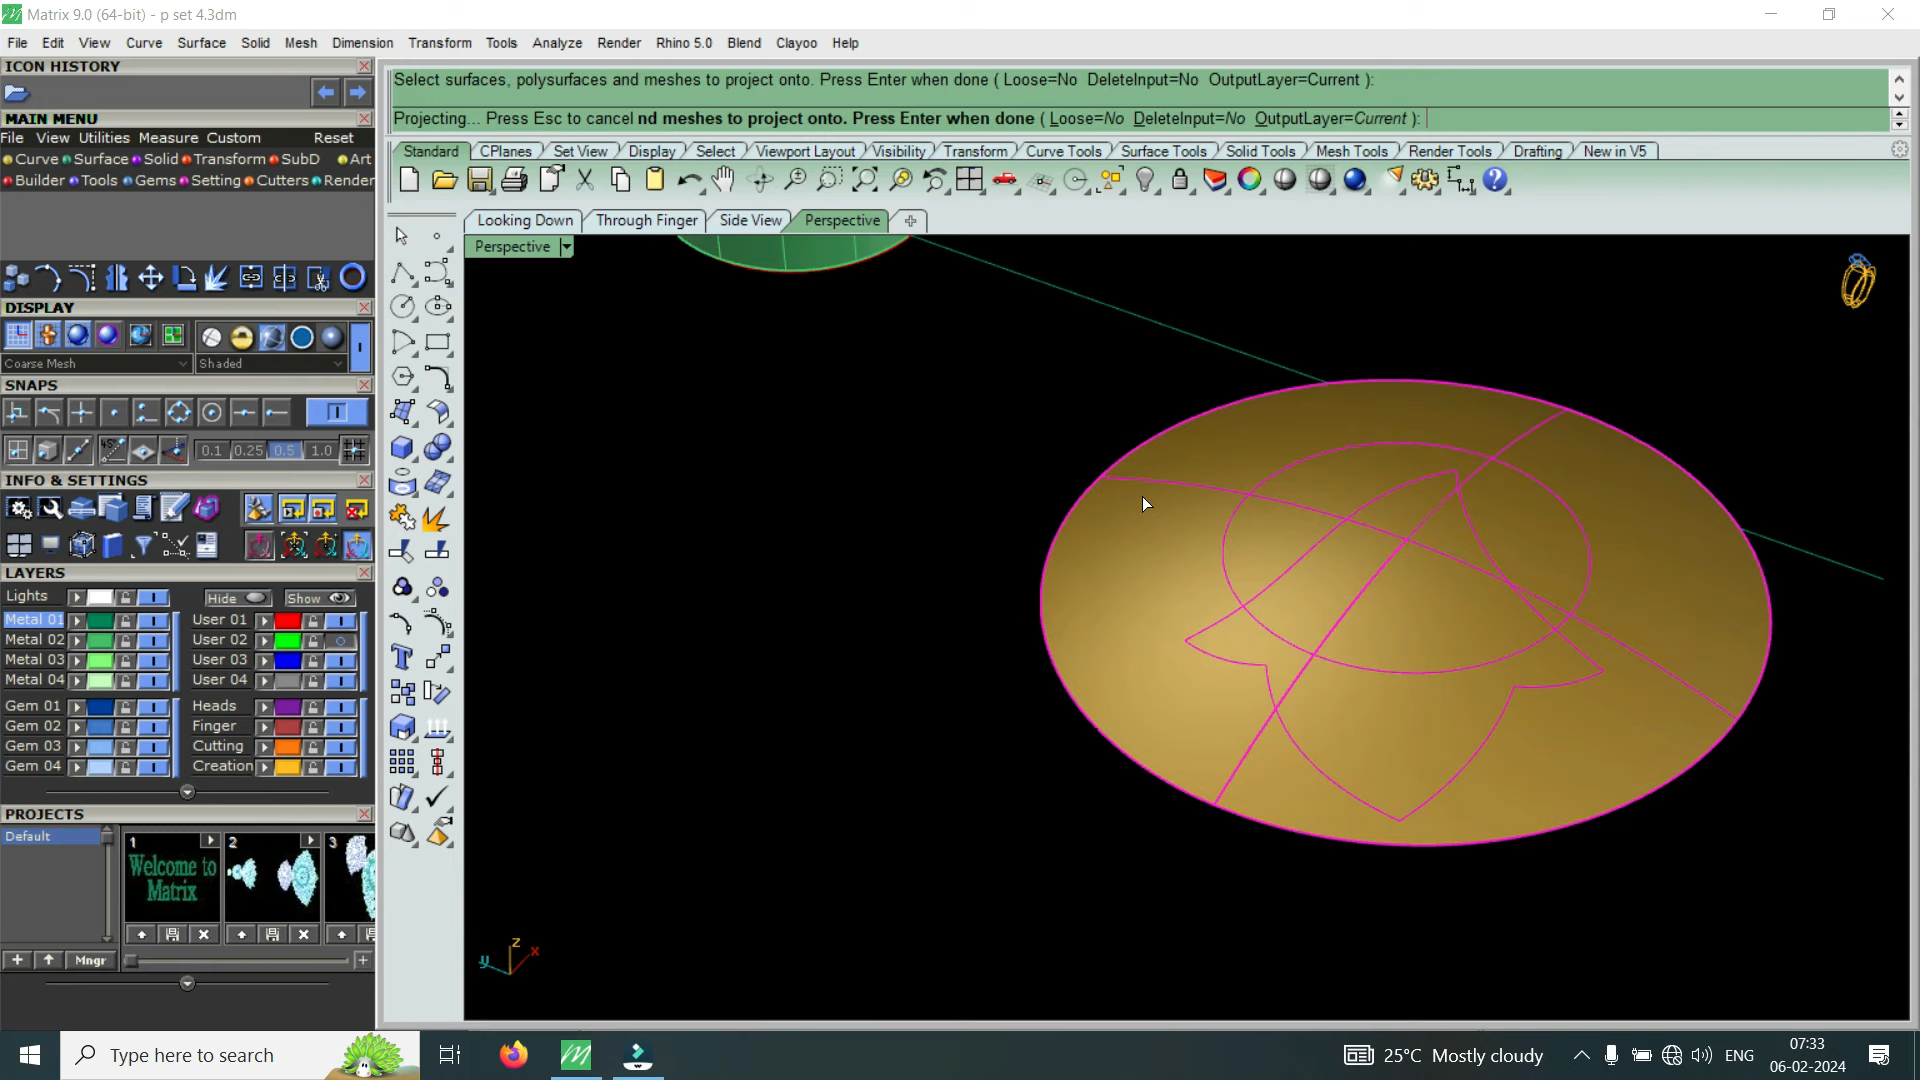 Matrix 9.0 (64-bit) - p set 4.3dm
File Edit View Curve Surface Solid Mesh Dimension Transform Tools Analyze Render Rhino 5.0 Blend Clayoo Help
ICON HISTORY
MAIN MENU
File View Utilities Measure Custom Reset
Curve Surface Solid Transform SubD Art
Builder Tools Gems Setting Cutters Render
DISPLAY
Coarse Mesh Shaded
SNAPS
0.1 0.25 0.5 1.0
INFO & SETTINGS
LAYERS
Lights Hide Show
Metal 01 User 01
Metal 02 User 02
Metal 03 User 03
Metal 04 User 04
Gem 01 Heads
Gem 02 Finger
Gem 03 Cutting
Gem 04 Creation
PROJECTS
Default
1 2 3
Welcome to
Matrix
Mngr
Select surfaces, polysurfaces and meshes to project onto. Press Enter when done ( Loose=No DeleteInput=No OutputLayer=Current ):
Projecting... Press Esc to cancel nd meshes to project onto. Press Enter when done ( Loose=No DeleteInput=No OutputLayer=Current ):
Standard CPlanes Set View Display Select Viewport Layout Visibility Transform Curve Tools Surface Tools Solid Tools Mesh Tools Render Tools Drafting New in V5
Looking Down Through Finger Side View Perspective
Perspective
z
y x
Type here to search
25°C Mostly cloudy
ENG
07:33
06-02-2024